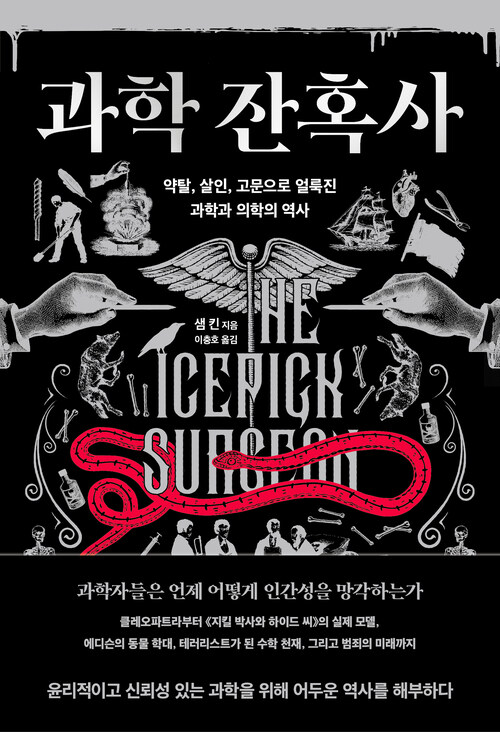 과학 잔혹사
약탈, 살인, 고문으로 얼룩진
과학과 의학의 역사
THE
샘 킨 지음
이충호 옮김
ICEPICK
SURGEON
과학자들은 언제 어떻게 인간성을 망각하는가
클레오파트라부터 《지킬 박사와 하이드 씨》의 실제 모델,
에디슨의 동물 학대, 테러리스트가 된 수학 천재, 그리고 범죄의 미래까지
윤리적이고 신뢰성 있는 과학을 위해 어두운 역사를 해부하다